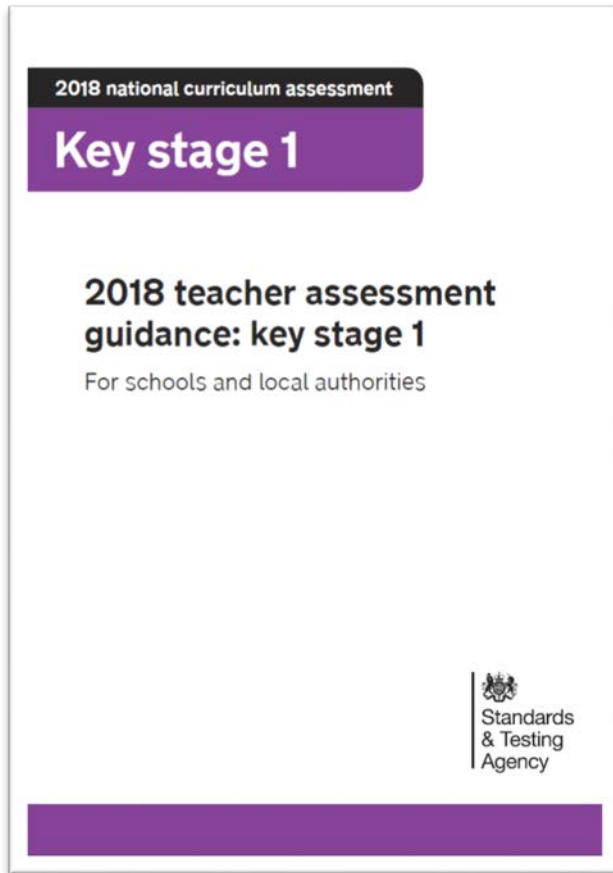 2018 national curriculum assessment
Key stage 1
2018 teacher assessment
guidance: key stage 1
For schools and local authorities
Standards
& Testing
Agency